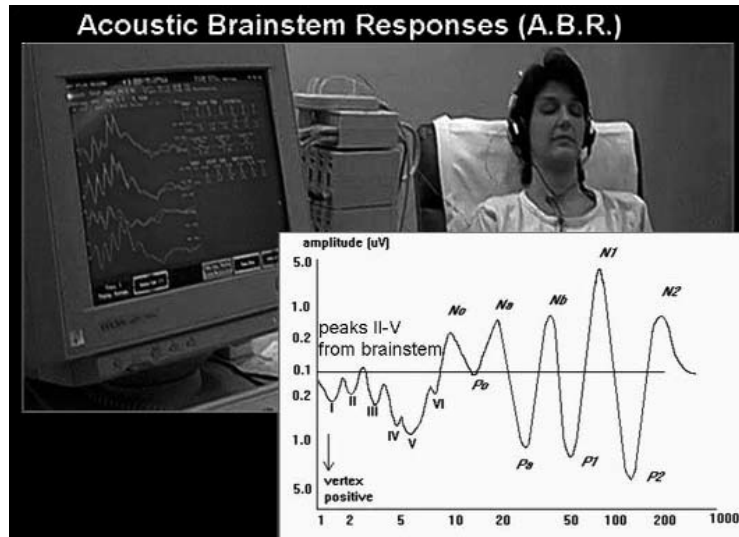 Acoustic Brainstem Responses (A.B.R.)
amplitude (uV)
5.0
1.0
0.2
0.1
0.2
1.0
5.0
peaks II-V
from brainstem
No
Na
Nb
N1
N2
Po
Pa
P1
P2
I
II
III
IV
V
VI
vertex
positive
1 2 5 10 20 50 100 200 1000